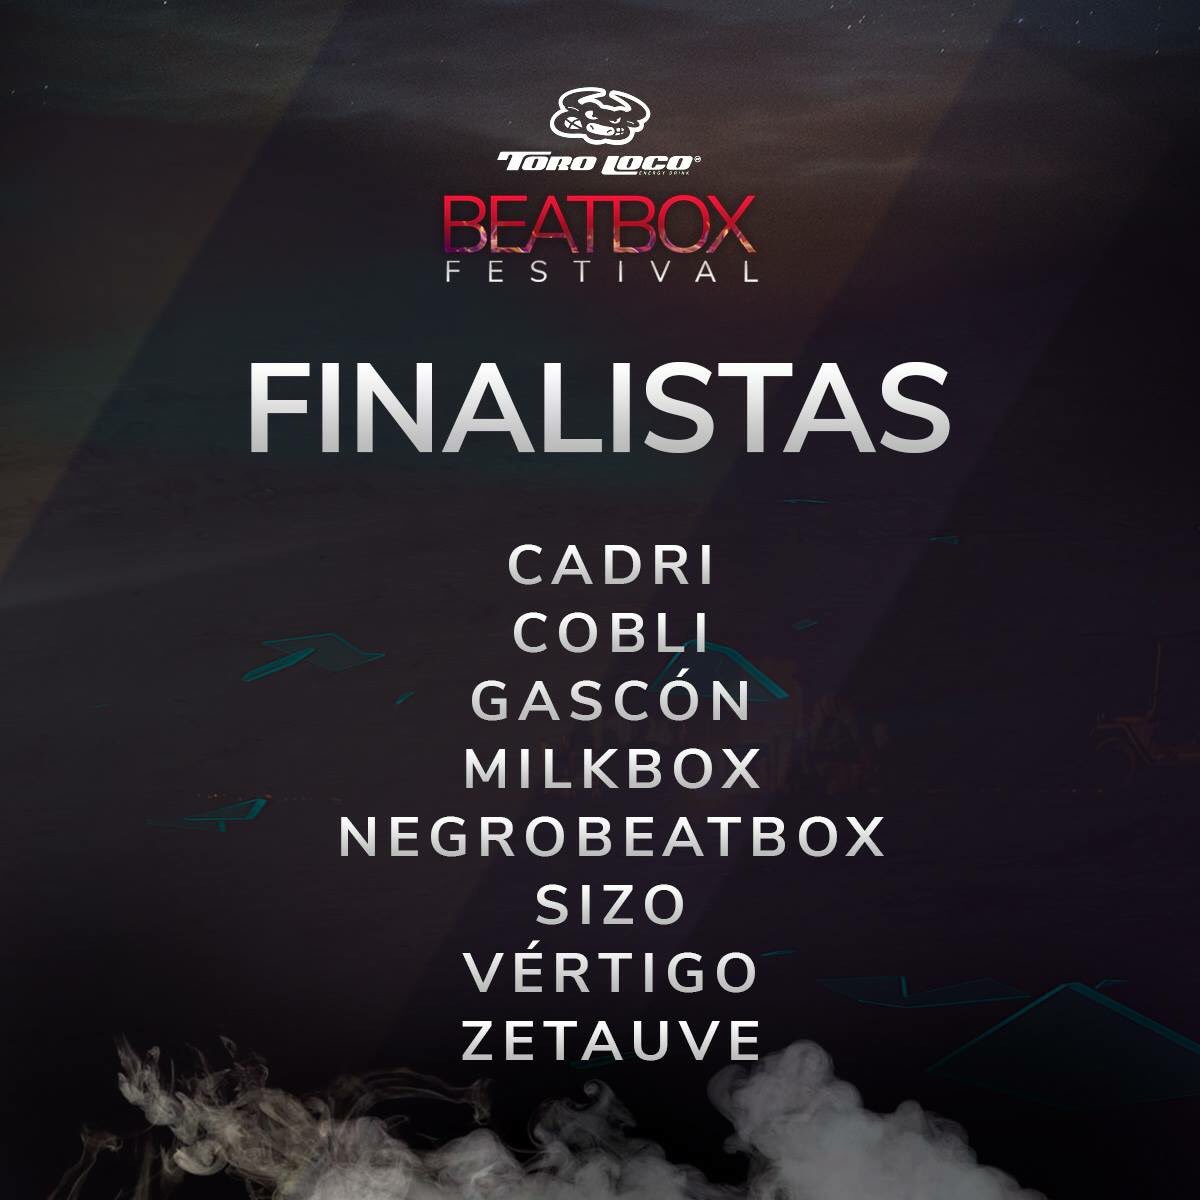 TORO LOCO®
ENERGY DRINK
BEATBOX
FESTIVAL
FINALISTAS
CADRI
COBLI
GASCÓN
MILKBOX
NEGROBEATBOX
SIZO
VÉRTIGO
ZETAUVE